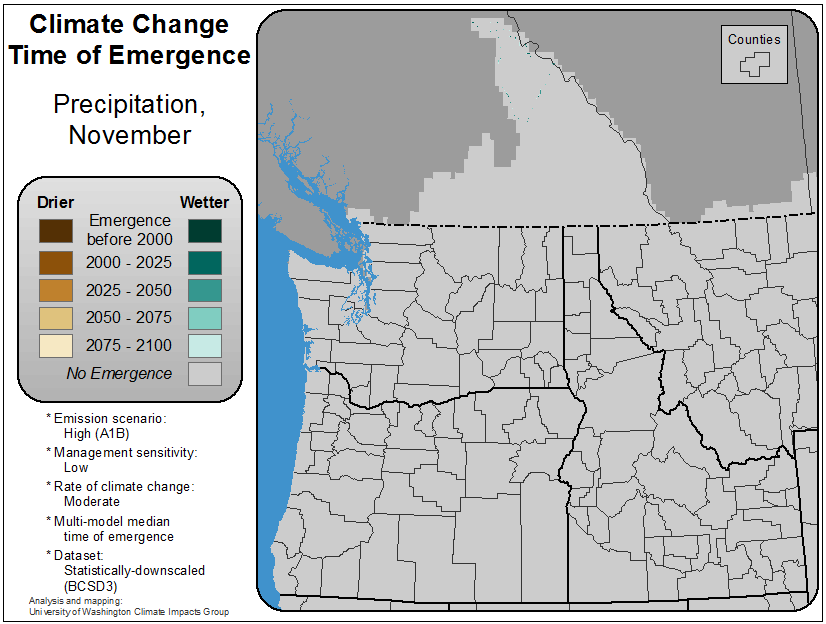 Climate Change
Time of Emergence
Precipitation,
November
Drier
Wetter
Emergence
before 2000
2000 - 2025
2025 - 2050
2050 - 2075
2075 - 2100
No Emergence
* Emission scenario:
High (A1B)
* Management sensitivity:
Low
* Rate of climate change:
Moderate
* Multi-model median
time of emergence
* Dataset:
Statistically-downscaled
(BCSD3)
Analysis and mapping:
University of Washington Climate Impacts Group
Counties